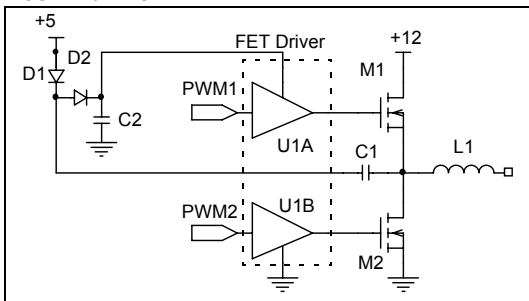 +5
+12
FET Driver
D2
D1
M1
PWM1
C2
U1A
C1
L1
U1B
PWM2
M2